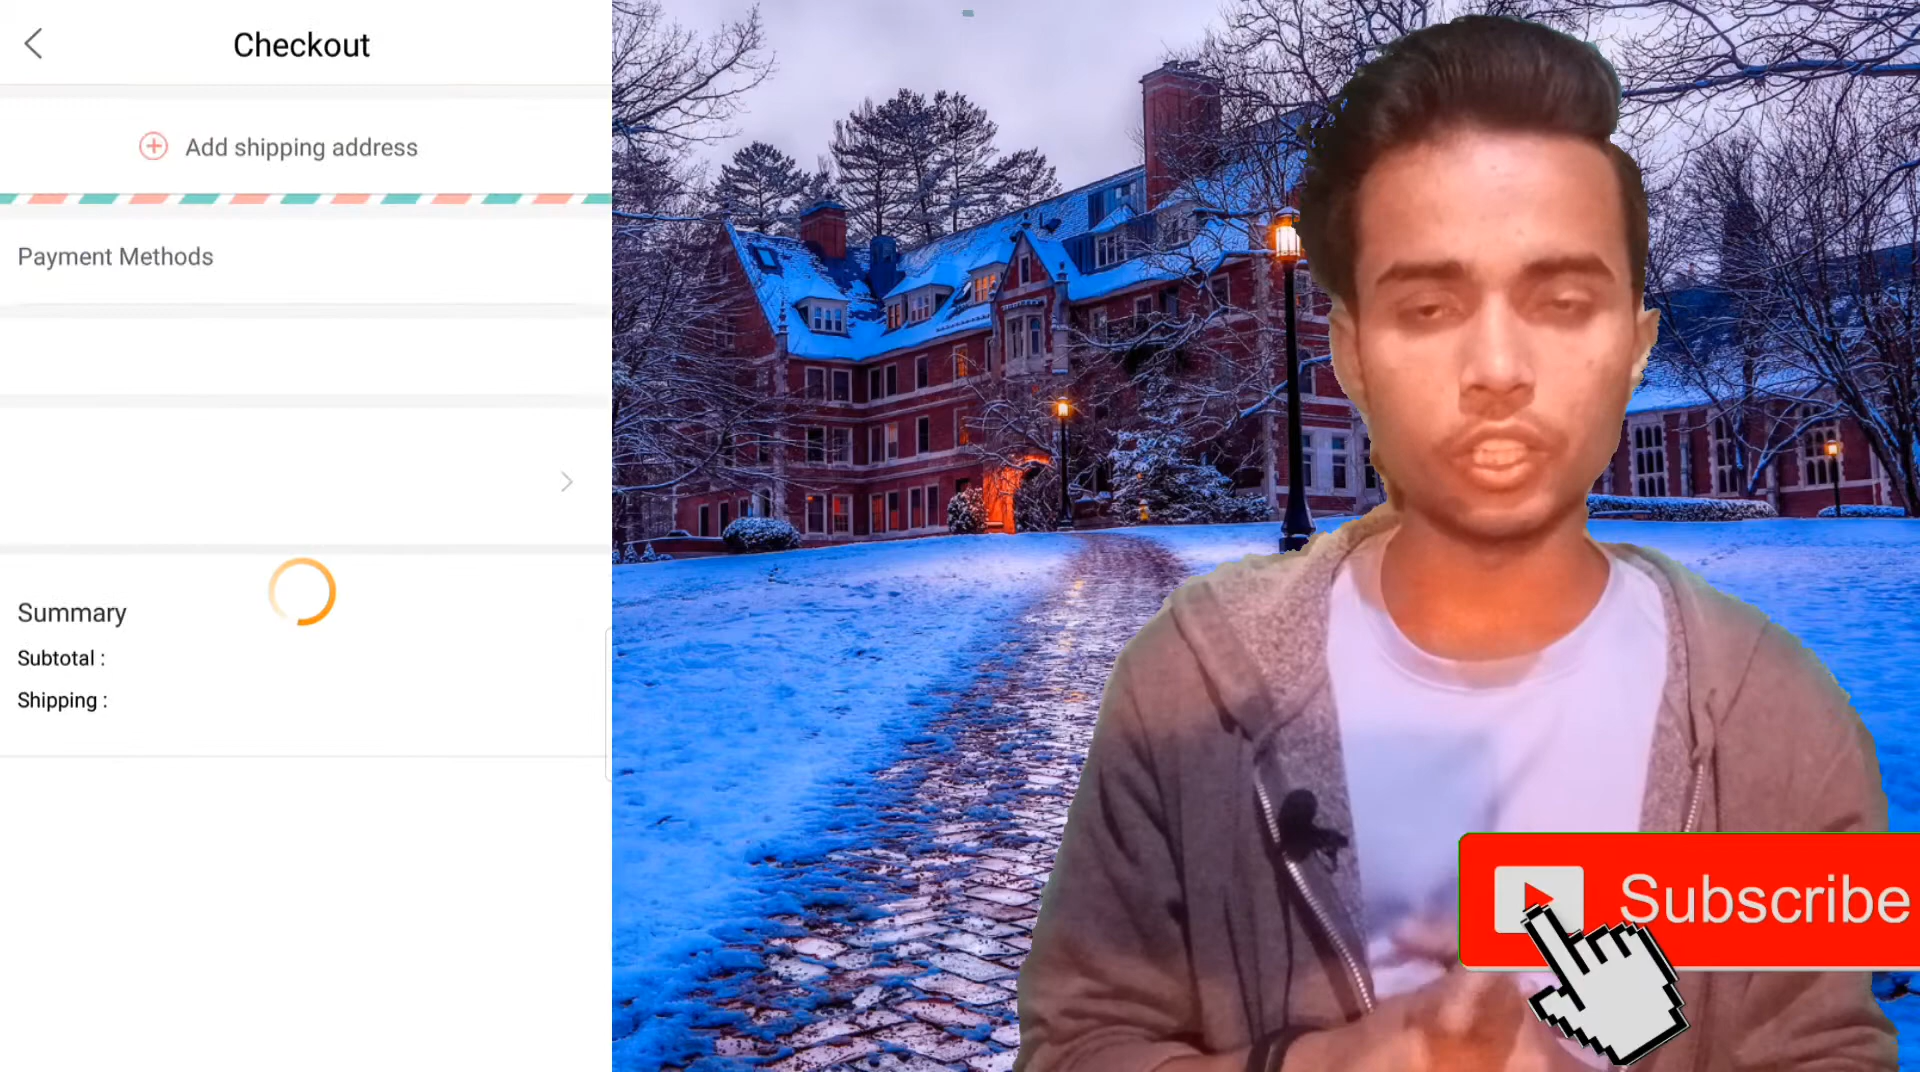 Checkout
Add shipping address
Payment Methods
Summary
Subtotal :
Shipping :
Subscribe